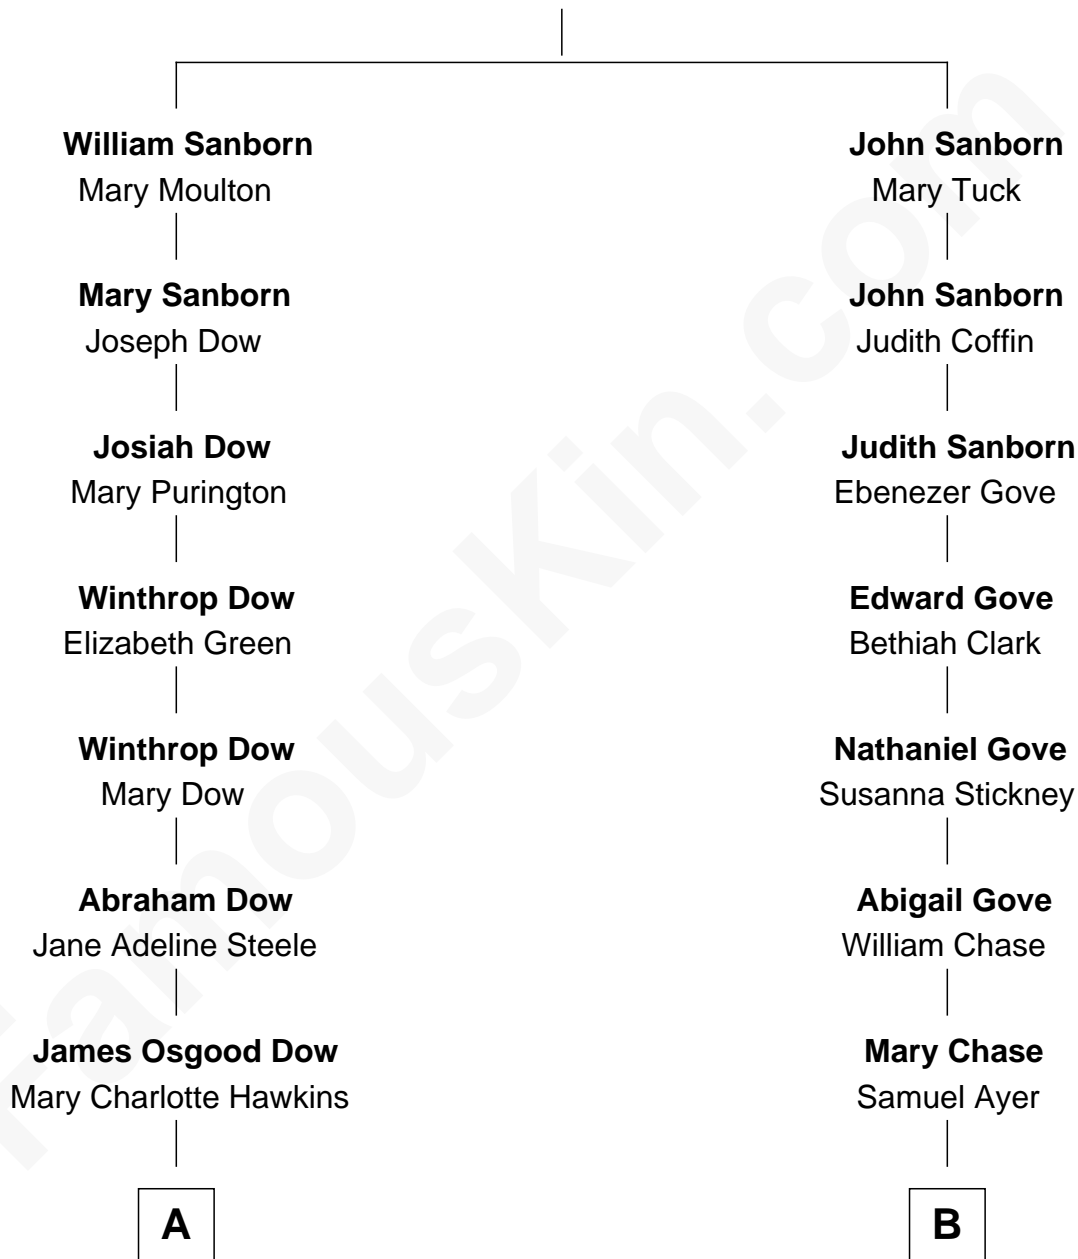 William Sanborn
Mary Moulton
John Sanborn
Mary Tuck
Mary Sanborn
Joseph Dow
John Sanborn
Judith Coffin
Josiah Dow
Mary Purington
Judith Sanborn
Ebenezer Gove
Winthrop Dow
Elizabeth Green
Edward Gove
Bethiah Clark
Winthrop Dow
Mary Dow
Nathaniel Gove
Susanna Stickney
Abraham Dow
Jane Adeline Steele
Abigail Gove
William Chase
James Osgood Dow
Mary Charlotte Hawkins
Mary Chase
Samuel Ayer
A
B
FamousKin.com